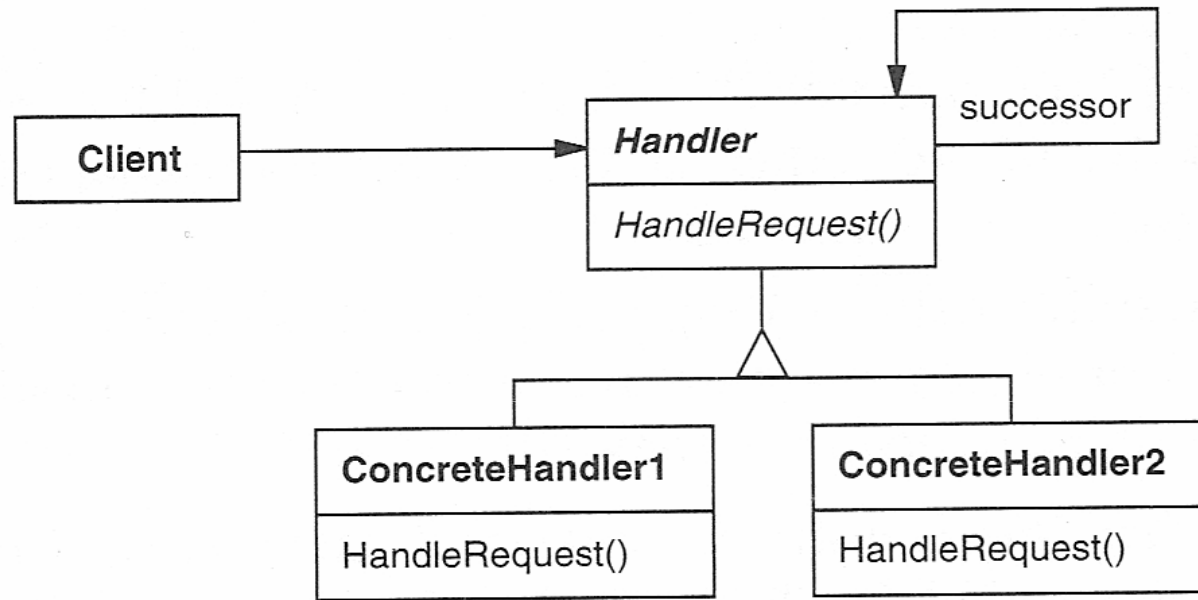 Client
Handler
successor
HandleRequest()
ConcreteHandler1
ConcreteHandler2
HandleRequest()
HandleRequest()